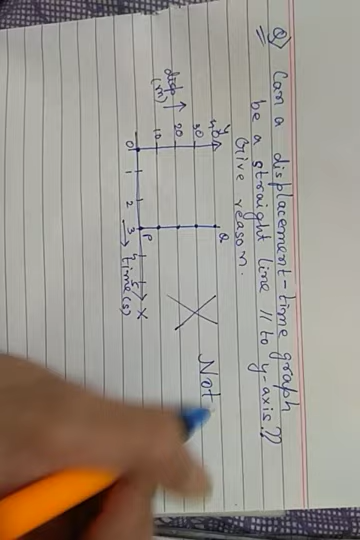 Q) Can a displacement-time graph
be a straight line // to y-axis??
Give reason.
Y
40
30
20
10
disp
(m)
Q
P
0 1 2 3 4 5 X
time(s)
Not